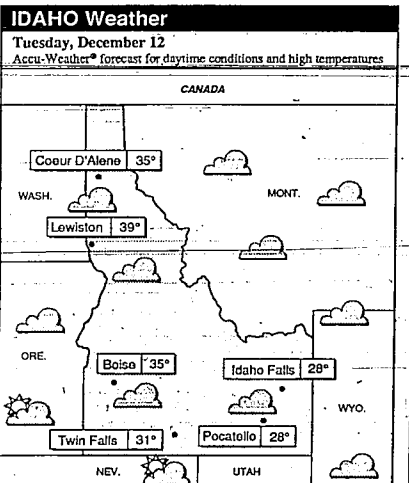 IDAHO Weather
Tuesday, December 12
Accu-Weather® forecast for daytime conditions and high temperatures
CANADA
Coeur D'Alene 35°
WASH.
MONT.
Lewiston 39°
ORE.
Boise 35°
Idaho Falls 28°
WYO.
Twin Falls 31°
Pocatello 28°
NEV.
UTAH